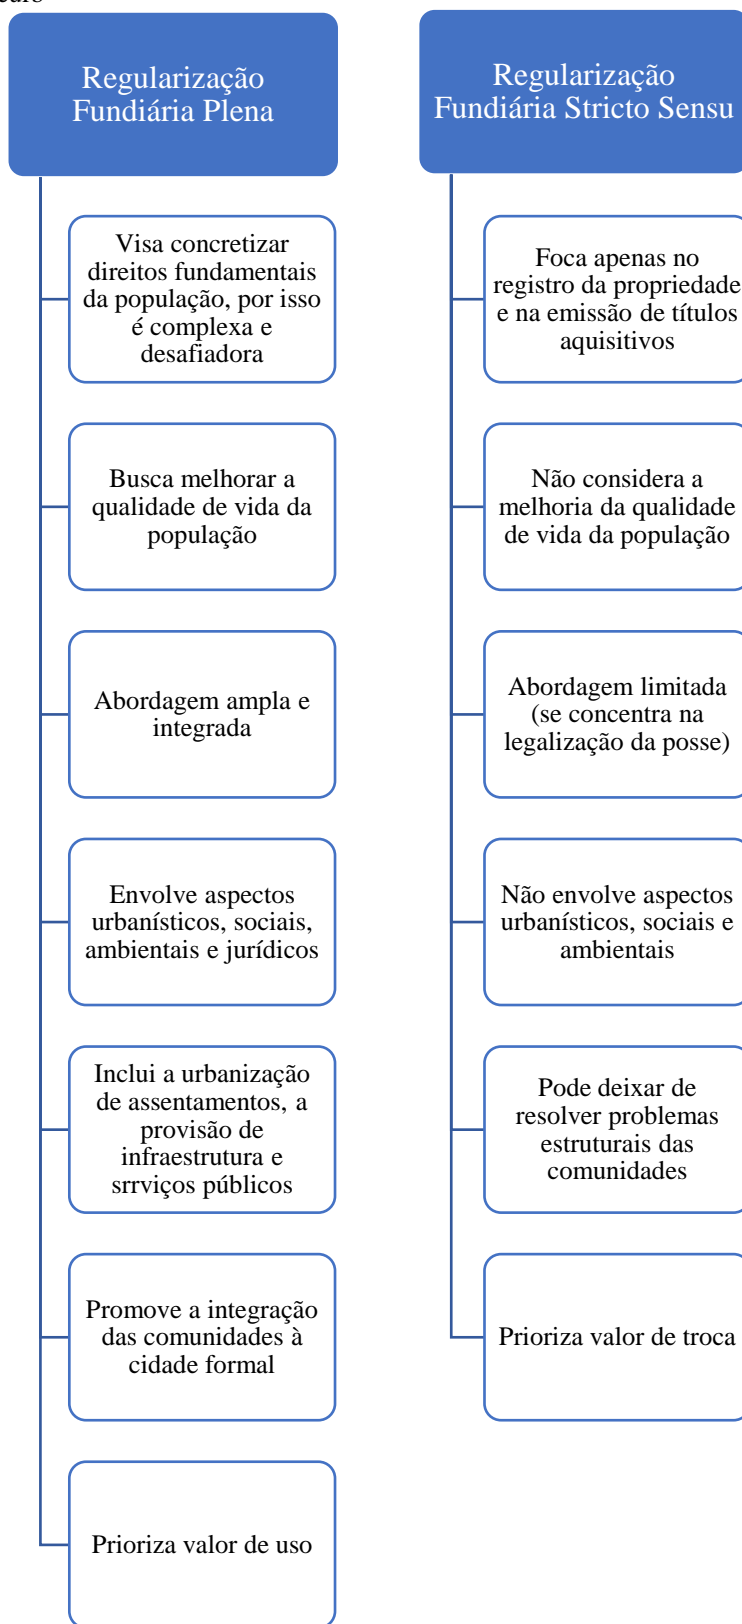 Regularização
Fundiária Plena
Visa concretizar
direitos fundamentais
da população, por isso
é complexa e
desafiadora
Busca melhorar a
qualidade de vida da
população
Abordagem ampla e
integrada
Envolve aspectos
urbanísticos, sociais,
ambientais e jurídicos
Inclui a urbanização
de assentamentos, a
provisão de
infraestrutura e
srrviços públicos
Promove a integração
das comunidades à
cidade formal
Prioriza valor de uso
Regularização
Fundiária Stricto Sensu
Foca apenas no
registro da propriedade
e na emissão de títulos
aquisitivos
Não considera a
melhoria da qualidade
de vida da população
Abordagem limitada
(se concentra na
legalização da posse)
Não envolve aspectos
urbanísticos, sociais e
ambientais
Pode deixar de
resolver problemas
estruturais das
comunidades
Prioriza valor de troca